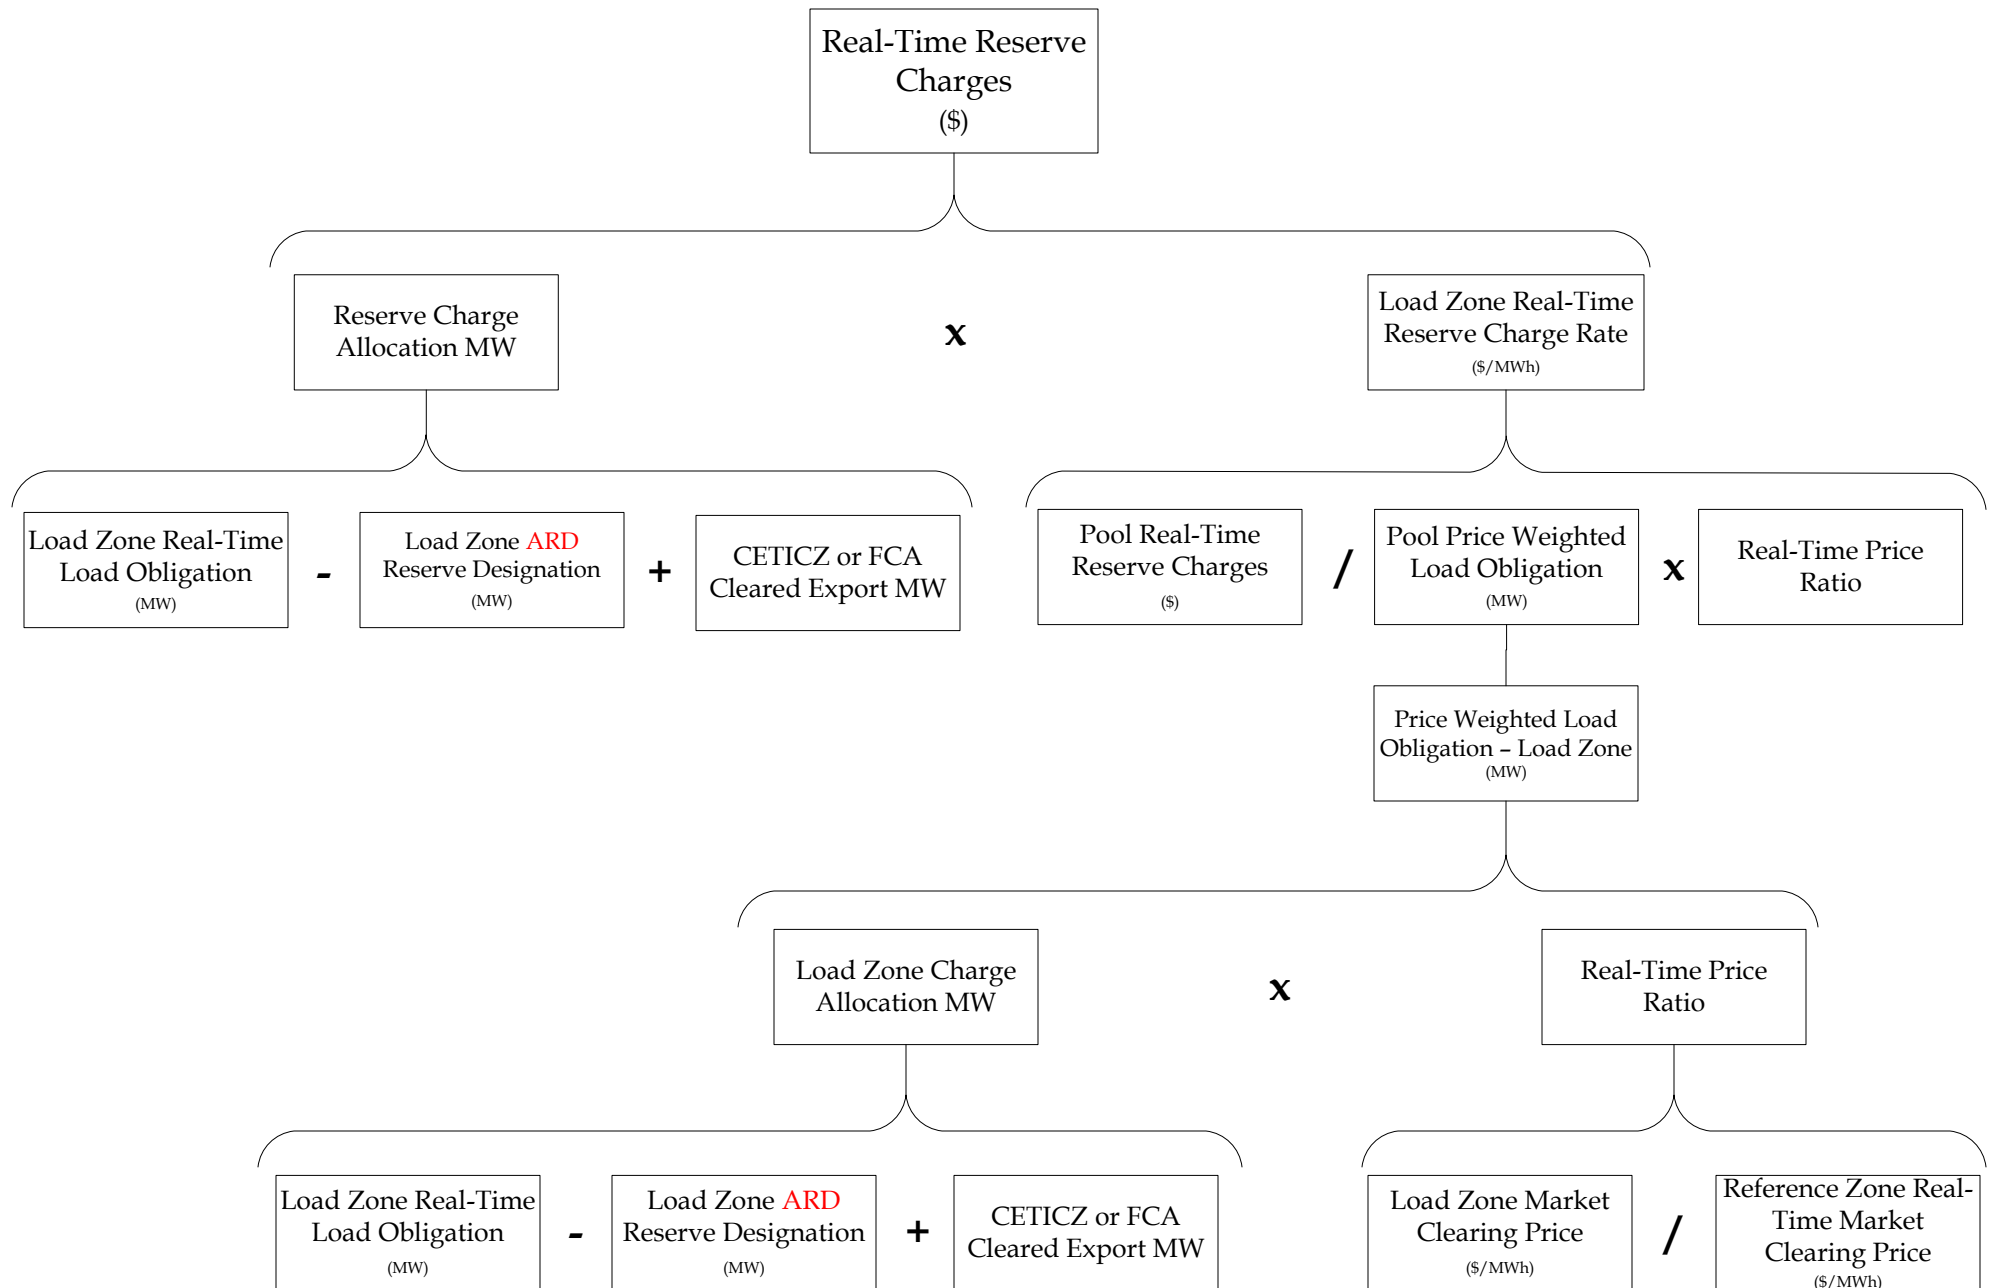 Real-Time Reserve
Charges
($)
Reserve Charge
Allocation MW
x
Load Zone Real-Time
Reserve Charge Rate
($/MWh)
Load Zone Real-Time
Load Obligation
(MW)
-
Load Zone ARD
Reserve Designation
(MW)
+
CETICZ or FCA
Cleared Export MW
Pool Real-Time
Reserve Charges
($)
/
Pool Price Weighted
Load Obligation
(MW)
x
Real-Time Price
Ratio
Price Weighted Load
Obligation – Load Zone
(MW)
Load Zone Charge
Allocation MW
x
Real-Time Price
Ratio
Load Zone Real-Time
Load Obligation
(MW)
-
Load Zone ARD
Reserve Designation
(MW)
+
CETICZ or FCA
Cleared Export MW
Load Zone Market
Clearing Price
($/MWh)
/
Reference Zone Real-
Time Market
Clearing Price
($/MWh)